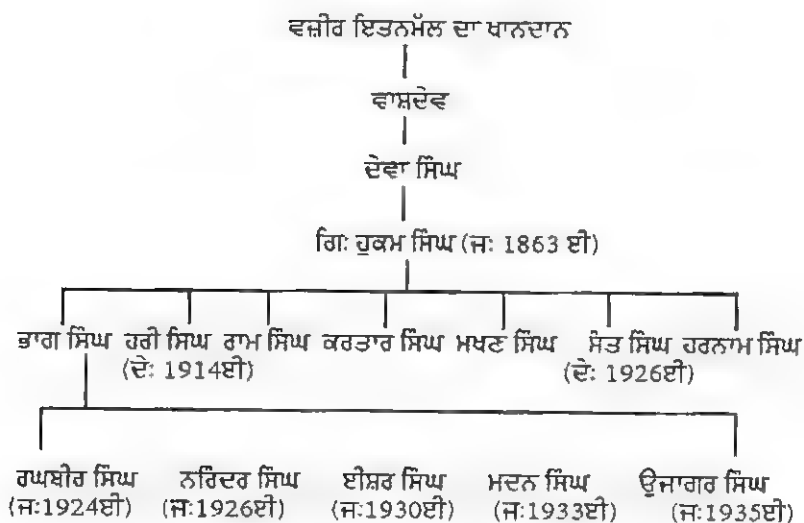 ਵਜ਼ੀਰ ਇਤਨਮੱਲ ਦਾ ਖਾਨਦਾਨ
ਵਾਸ਼ਦੇਵ
ਦੇਵਾ ਸਿੰਘ
ਗਿ: ਹੁਕਮ ਸਿੰਘ (ਜ: 1863 ਈ)
ਭਾਗ ਸਿੰਘ ਹਰੀ ਸਿੰਘ ਰਾਮ ਸਿੰਘ ਕਰਤਾਰ ਸਿੰਘ ਮਖਣ ਸਿੰਘ ਸੰਤ ਸਿੰਘ ਹਰਨਾਮ ਸਿੰਘ
(ਦੇ: 1914ਈ) (ਦੇ: 1926ਈ)
ਰਘਬੀਰ ਸਿੰਘ ਨਰਿੰਦਰ ਸਿੰਘ ਈਸ਼ਰ ਸਿੰਘ ਮਦਨ ਸਿੰਘ ਉਜਾਗਰ ਸਿੰਘ
(ਜ:1924ਈ) (ਜ:1926ਈ) (ਜ:1930ਈ) (ਜ:1933ਈ) (ਜ:1935ਈ)